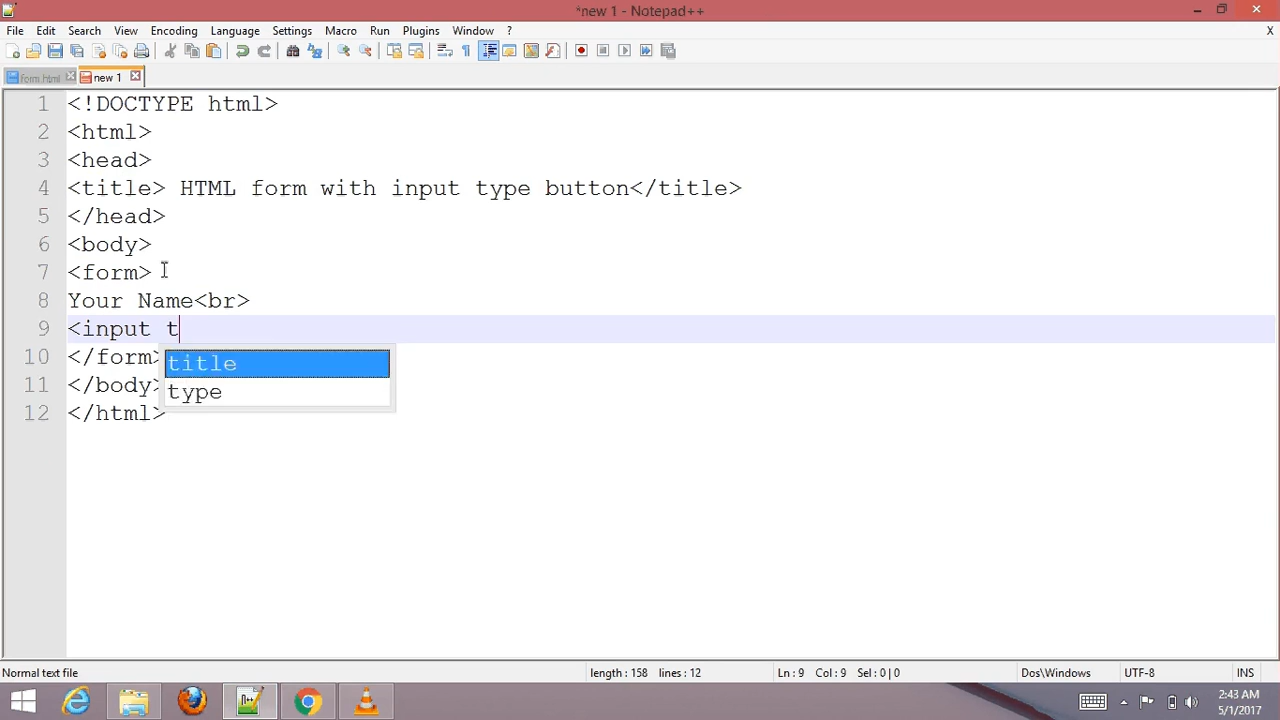 *new 1 - Notepad++
File Edit Search View Encoding Language Settings Macro Run Plugins Window ? X
form.html new 1
1 <!DOCTYPE html>
2 <html>
3 <head>
4 <title> HTML form with input type button</title>
5 </head>
6 <body>
7 <form>
8 Your Name<br>
9 <input t
10 </form>
title
11 </body>
type
12 </html>
Normal text file length : 158 lines : 12 Ln : 9 Col : 9 Sel : 0 | 0 Dos\Windows UTF-8 INS
2:43 AM
5/1/2017